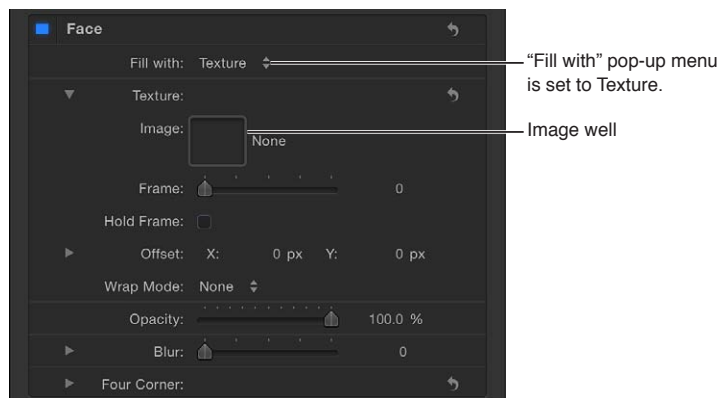 Face
Fill with: Texture
Texture:
Image: None
Frame: 0
Hold Frame:
Offset: X: 0 px Y: 0 px
Wrap Mode: None
Opacity: 100.0 %
Blur: 0
Four Corner:
“Fill with” pop-up menu
is set to Texture.
Image well